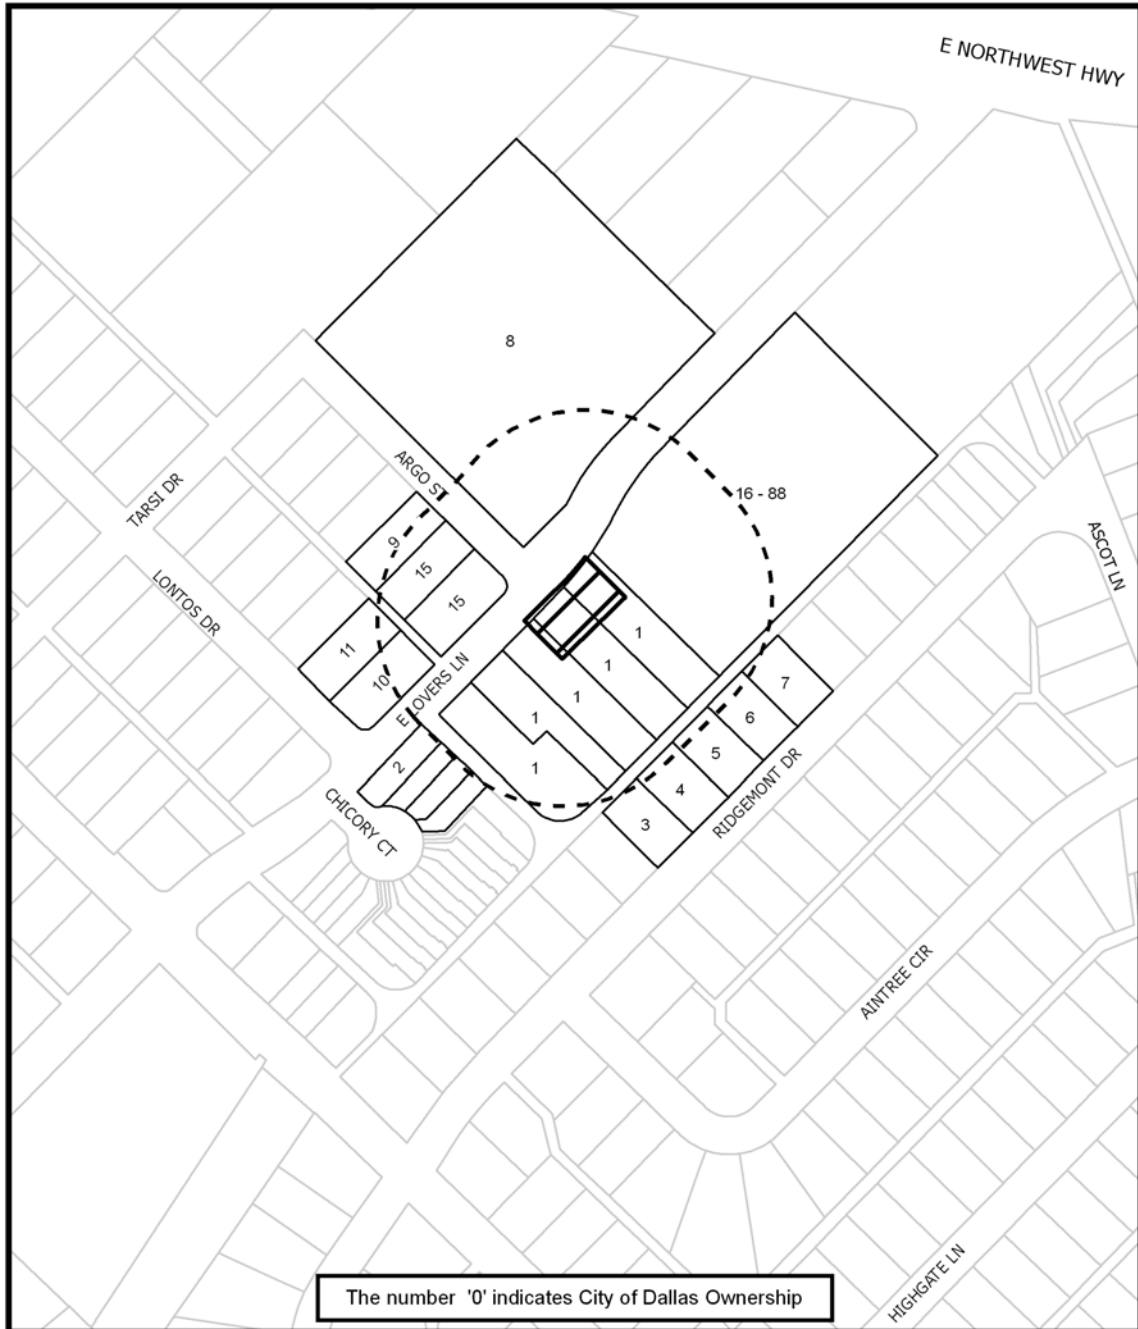 E NORTHWEST HWY
8
ARGO ST
16 - 88
TARSI DR
9
15
15
ASCOT LN
LONTOS DR
1
11
1
10
E LOVERS LN
1
7
1
6
5
1
2
4
RIDGEMONT DR
3
CHICORY CT
AINTREE CIR
HIGHGATE LN
The number '0' indicates City of Dallas Ownership